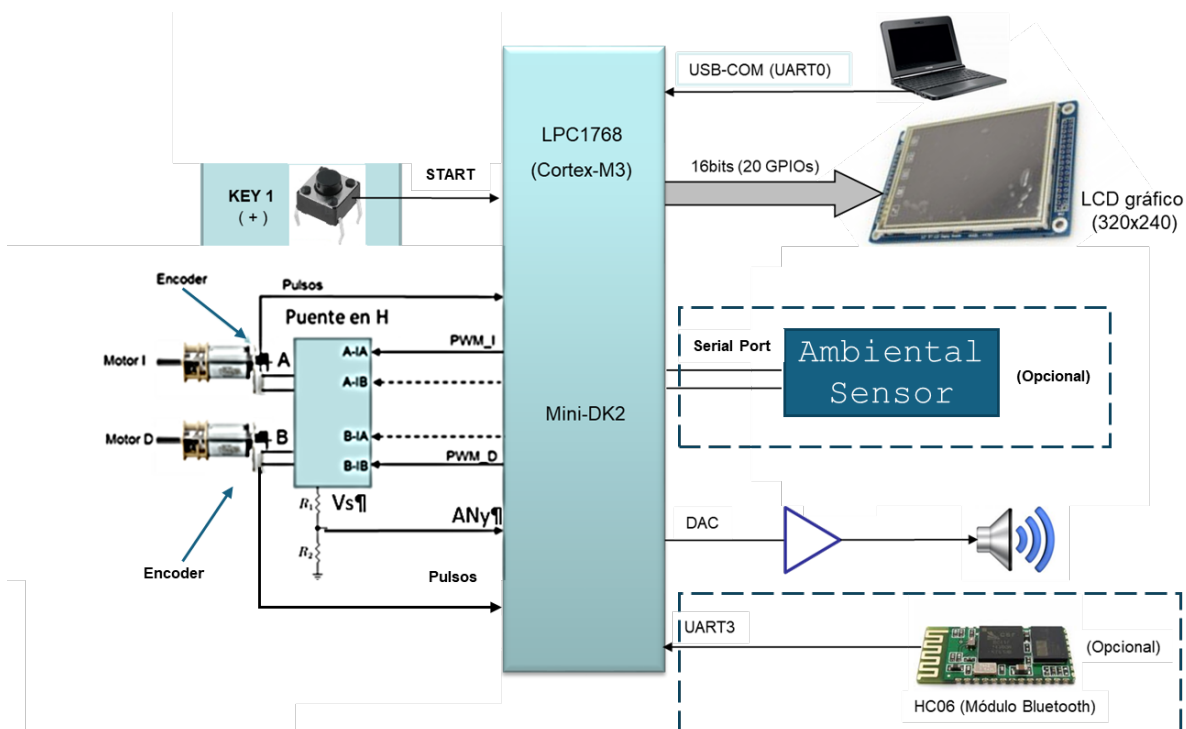 USB-COM (UART0)
LPC1768
(Cortex-M3)
16bits (20 GPIOs)
START
KEY 1
( + )
LCD gráfico
(320x240)
Encoder
Pulsos
Puente en H
Motor I
A
A-IA
PWM_I
A-IB
Serial Port
Ambiental
Sensor
(Opcional)
Mini-DK2
Motor D
B
B-IA
B-IB
PWM_D
R1
Vs¶
ANy¶
R2
DAC
Encoder
Pulsos
UART3
(Opcional)
HC06 (Módulo Bluetooth)